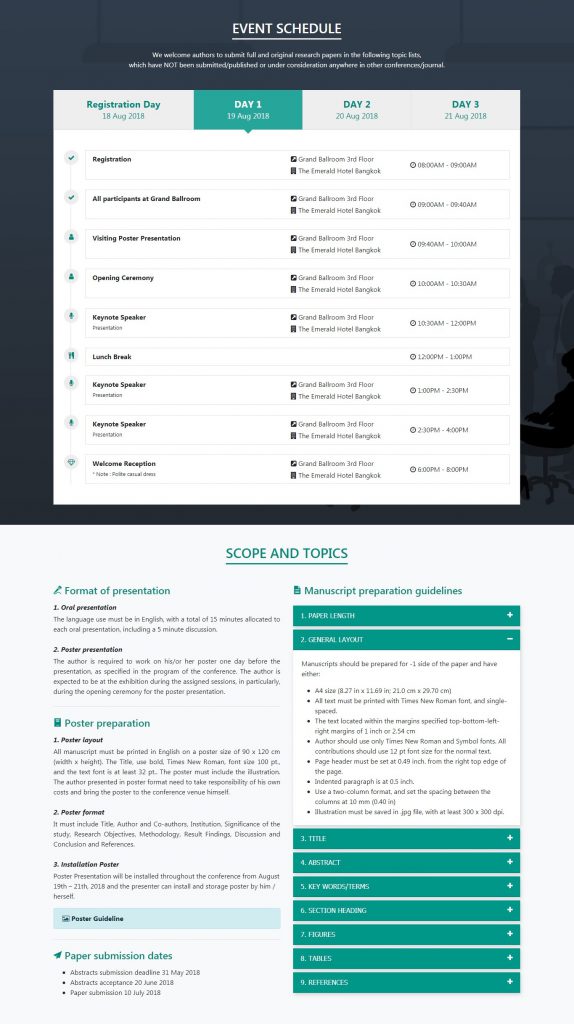 EVENT SCHEDULE
We welcome authors to submit full and original research papers in the following topic lists,
which have NOT been submitted/published or under consideration anywhere in other conferences/journal.
Registration Day
18 Aug 2018
DAY 1
19 Aug 2018
DAY 2
20 Aug 2018
DAY 3
21 Aug 2018
Registration
Grand Ballroom 3rd Floor
The Emerald Hotel Bangkok
08:00AM - 09:00AM
All participants at Grand Ballroom
Grand Ballroom 3rd Floor
The Emerald Hotel Bangkok
09:00AM - 09:40AM
Visiting Poster Presentation
Grand Ballroom 3rd Floor
The Emerald Hotel Bangkok
09:40AM - 10:00AM
Opening Ceremony
Grand Ballroom 3rd Floor
The Emerald Hotel Bangkok
10:00AM - 10:30AM
Keynote Speaker
Presentation
Grand Ballroom 3rd Floor
The Emerald Hotel Bangkok
10:30AM - 12:00PM
Lunch Break
12:00PM - 1:00PM
Keynote Speaker
Presentation
Grand Ballroom 3rd Floor
The Emerald Hotel Bangkok
1:00PM - 2:30PM
Keynote Speaker
Presentation
Grand Ballroom 3rd Floor
The Emerald Hotel Bangkok
2:30PM - 4:00PM
Welcome Reception
* Note : Polite casual dress
Grand Ballroom 3rd Floor
The Emerald Hotel Bangkok
6:00PM - 8:00PM
SCOPE AND TOPICS
Format of presentation
1. Oral presentation
The language use must be in English, with a total of 15 minutes allocated to
each oral presentation, including a 5 minute discussion.
2. Poster presentation
The author is required to work on his/or her poster one day before the
presentation, as specified in the program of the conference. The author is
expected to be at the exhibition during the assigned sessions, in particularly,
during the opening ceremony for the poster presentation.
Poster preparation
1. Poster layout
All manuscript must be printed in English on a poster size of 90 x 120 cm
(width x height). The Title, use bold, Times New Roman, font size 100 pt.,
and the text font is at least 32 pt.. The poster must include the illustration.
The author presented in poster format need to take responsibility of his own
costs and bring the poster to the conference venue himself.
2. Poster format
It must include Title, Author and Co-authors, Institution, Significance of the
study, Research Objectives, Methodology, Result Findings, Discussion and
Conclusion and References.
3. Installation Poster
Poster Presentation will be installed throughout the conference from August
19th – 21th, 2018 and the presenter can install and storage poster by him /
herself.
Poster Guideline
Paper submission dates
Abstracts submission deadline 31 May 2018
Abstracts acceptance 20 June 2018
Paper submission 10 July 2018
Manuscript preparation guidelines
1. PAPER LENGTH
2. GENERAL LAYOUT
Manuscripts should be prepared for -1 side of the paper and have
either:
A4 size (8.27 in x 11.69 in; 21.0 cm x 29.70 cm)
All text must be printed with Times New Roman font, and single-
spaced.
The text located within the margins specified top-bottom-left-
right margins of 1 inch or 2.54 cm
Author should use only Times New Roman and Symbol fonts. All
contributions should use 12 pt font size for the normal text.
Page header must be set at 0.49 inch. from the right top edge of
the page.
Indented paragraph is at 0.5 inch.
Use a two-column format, and set the spacing between the
columns at 10 mm (0.40 in)
Illustration must be saved in .jpg file, with at least 300 x 300 dpi.
3. TITLE
4. ABSTRACT
5. KEY WORDS/TERMS
6. SECTION HEADING
7. FIGURES
8. TABLES
9. REFERENCES